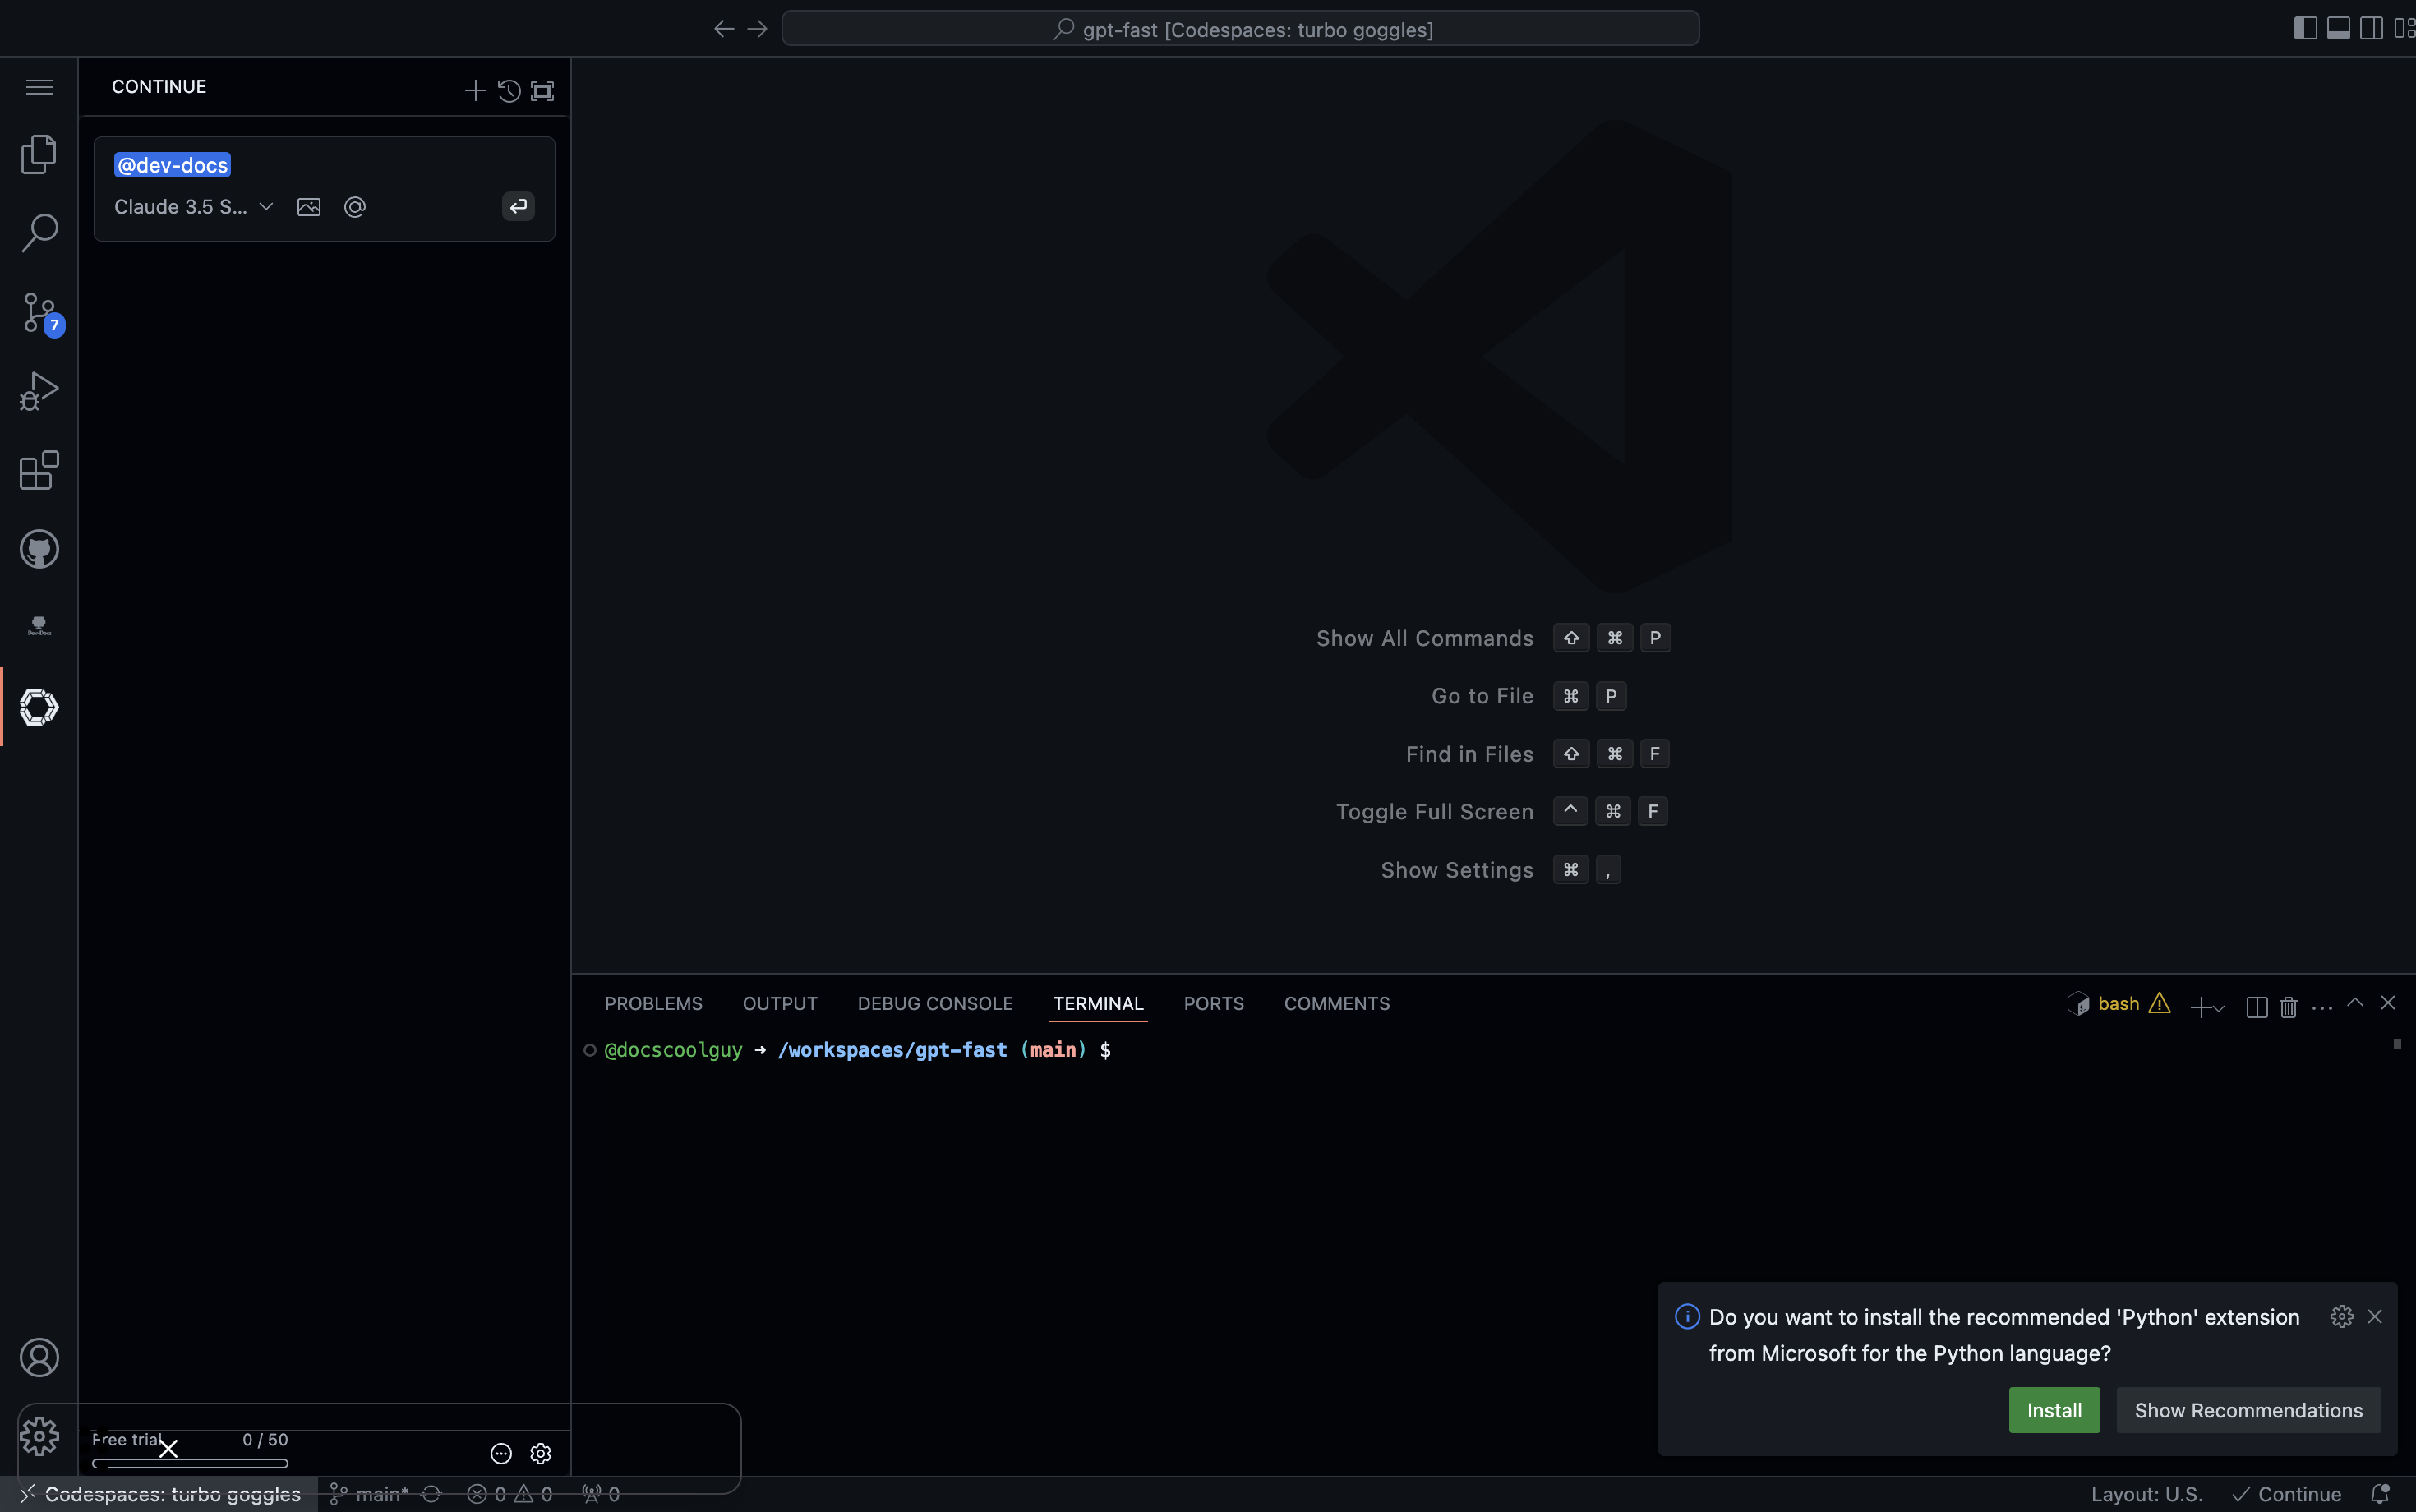 gpt-fast [Codespaces: turbo goggles]
CONTINUE
@dev-docs
Claude 3.5 S...
7
Dev-Docs
Show All Commands ⇧ ⌘ P
Go to File ⌘ P
Find in Files ⇧ ⌘ F
Toggle Full Screen ^ ⌘ F
Show Settings ⌘ ,
PROBLEMS OUTPUT DEBUG CONSOLE TERMINAL PORTS COMMENTS
bash
@docscoolguy → /workspaces/gpt-fast (main) $
Do you want to install the recommended 'Python' extension
from Microsoft for the Python language?
Install
Show Recommendations
Free trial 0 / 50
Codespaces: turbo goggles main* 0 0 0
Layout: U.S. Continue